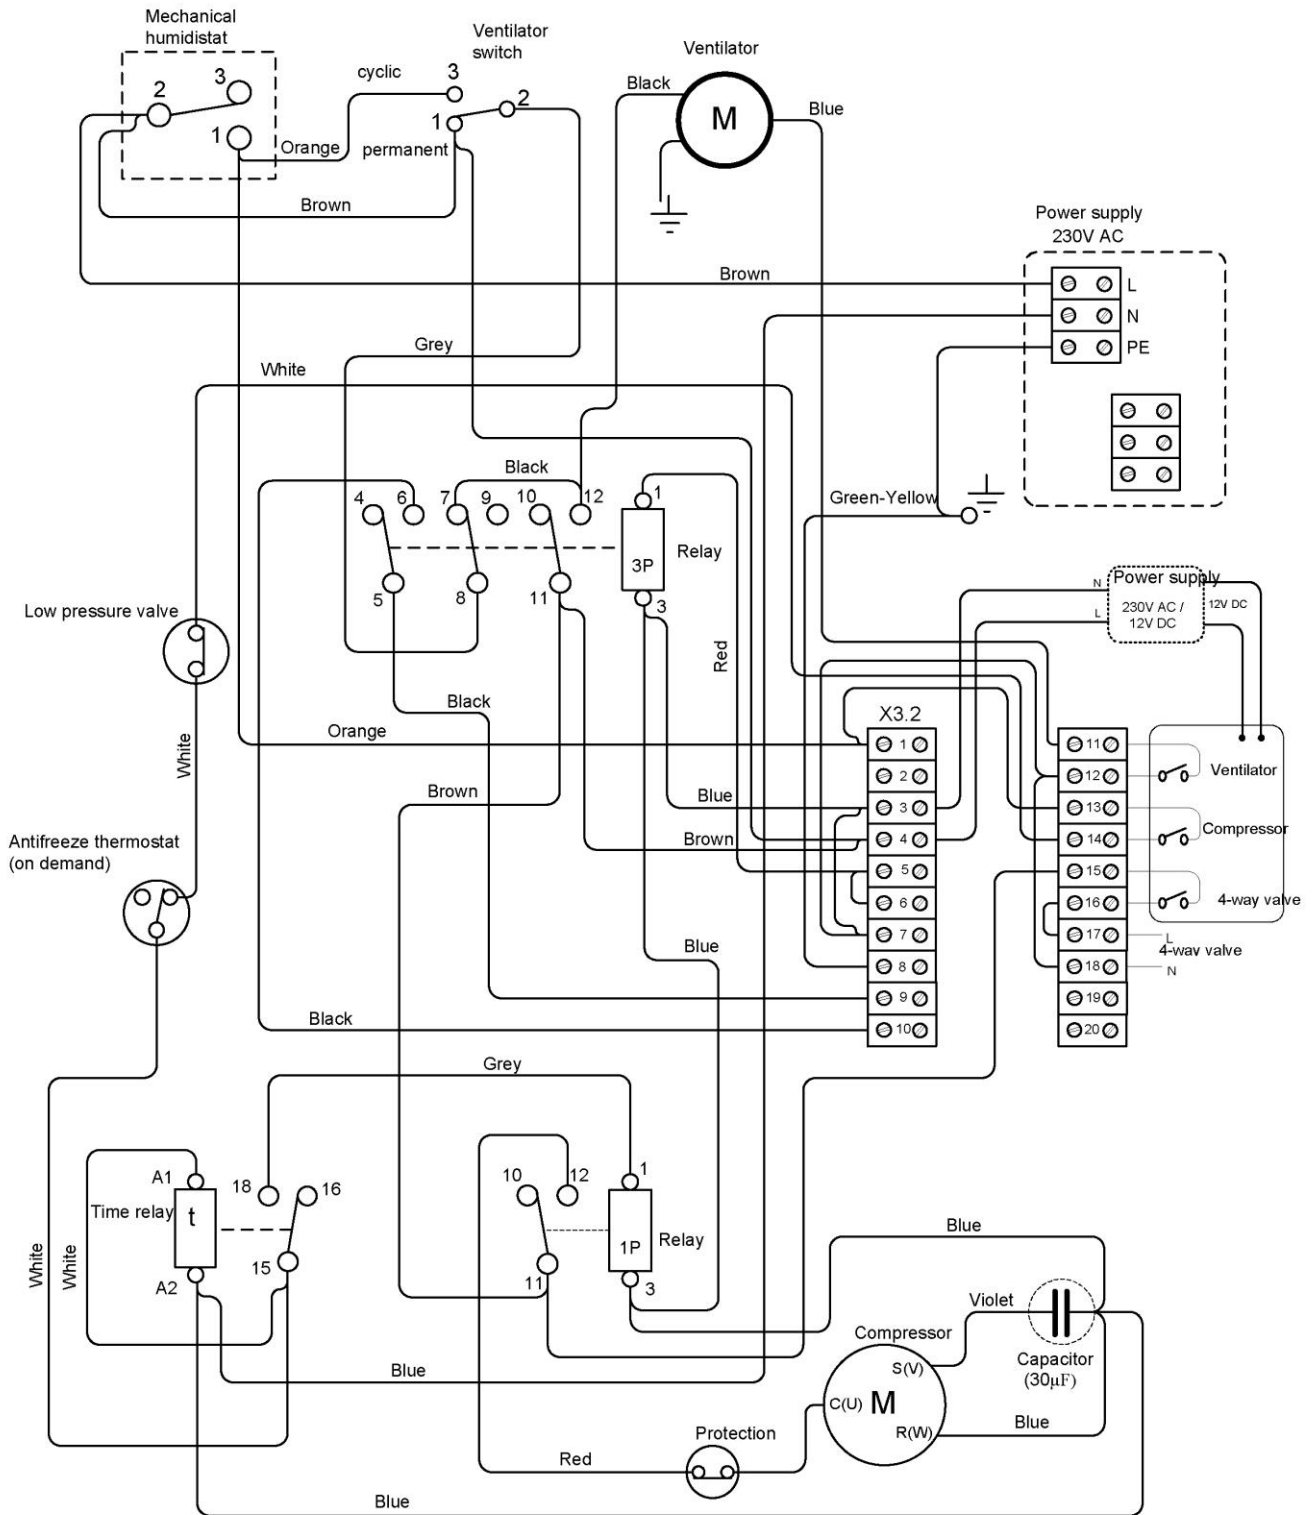 Mechanical
humidistat
Ventilator
switch
Ventilator
cyclic
3
2
3
Black
Blue
2
M
1
1
Orange
permanent
Brown
Power supply
230V AC
Brown
L
N
PE
Grey
White
Black
1
4
6
7
9
10
12
Green-Yellow
Relay
3P
5
8
11
3
Power supply
N
230V AC /
12V DC
12V DC
L
Low pressure valve
Red
Black
X3.2
Orange
1
11
White
2
12
Ventilator
Brown
Blue
3
13
Antifreeze thermostat
(on demand)
Brown
4
14
Compressor
5
15
6
16
4-way valve
7
17
L
Blue
4-way valve
8
18
N
9
19
Black
10
20
Grey
A1
18
16
10
12
1
Time relay
t
Relay
1P
White
White
15
A2
11
3
Blue
Violet
Compressor
Capacitor
(30μF)
S(V)
Blue
C(U)
M
R(W)
Blue
Protection
Red
Blue